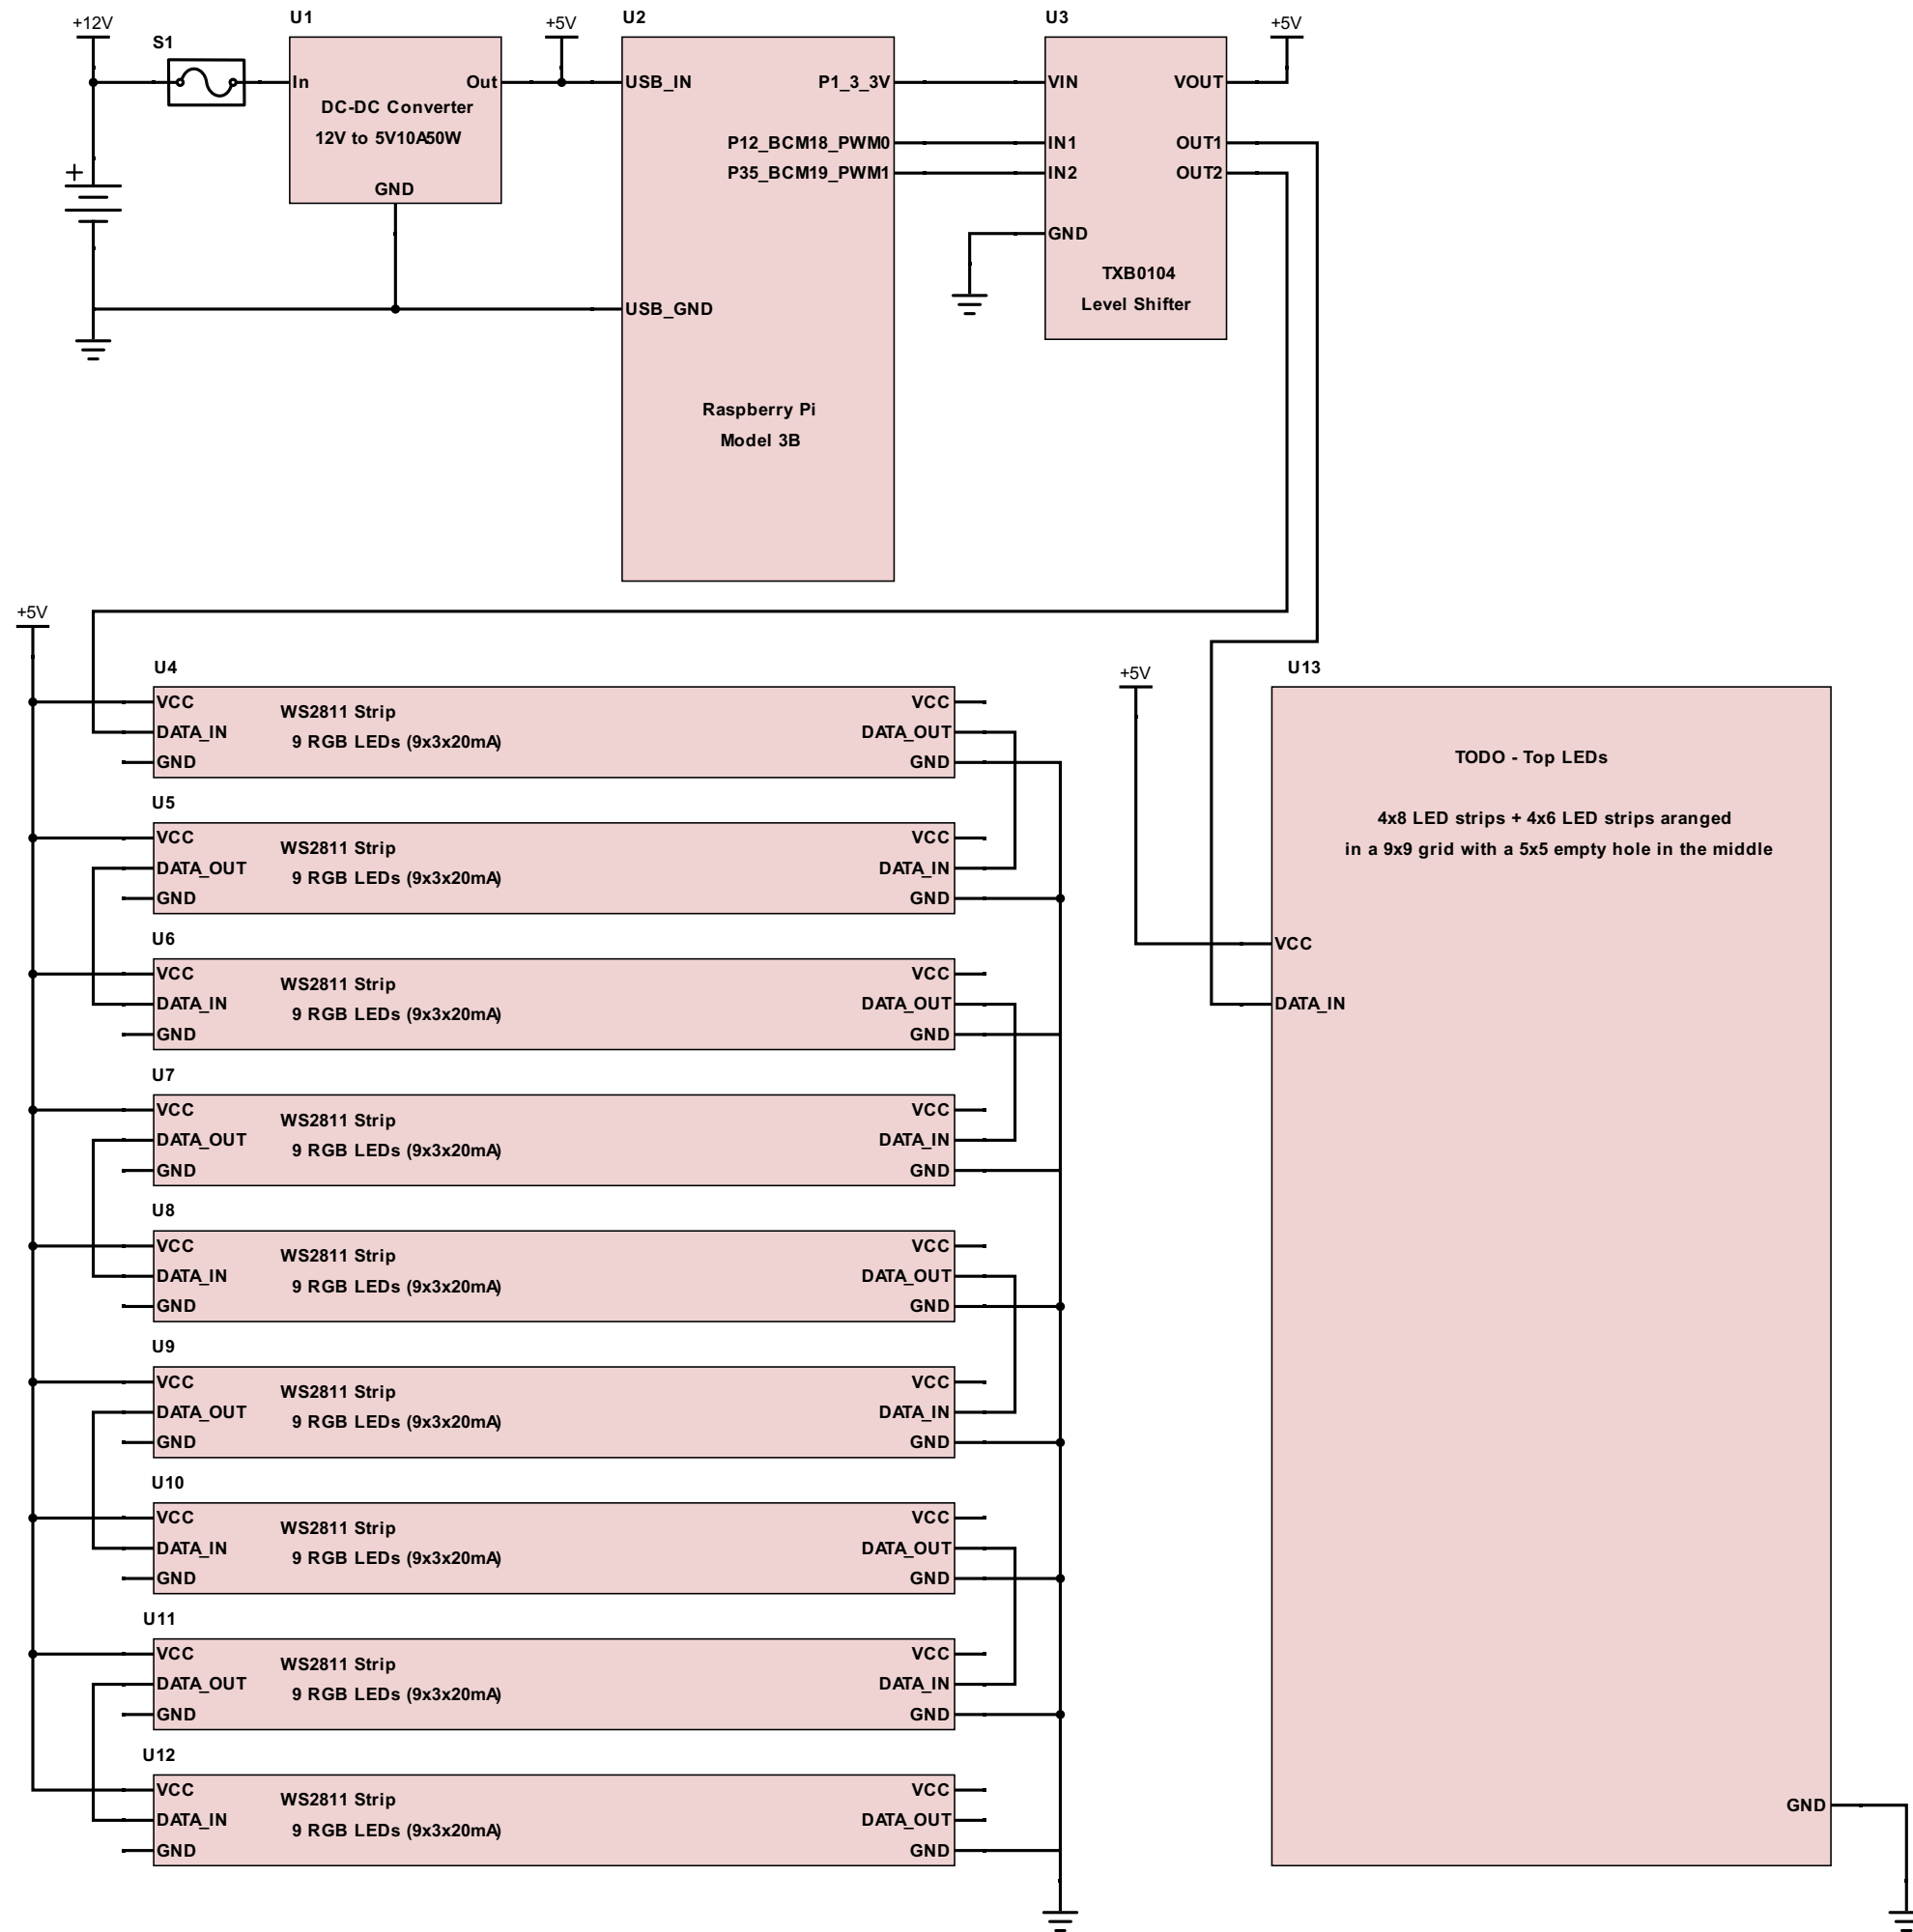 +12V
S1
U1
In
Out
DC-DC Converter
12V to 5V10A50W
GND
+5V
U2
USB_IN
P1_3_3V
P12_BCM18_PWM0
P35_BCM19_PWM1
USB_GND
Raspberry Pi
Model 3B
U3
VIN
VOUT
IN1
OUT1
IN2
OUT2
GND
TXB0104
Level Shifter
+5V
+
+5V
U4
VCC
WS2811 Strip
VCC
DATA_IN
9 RGB LEDs (9x3x20mA)
DATA_OUT
GND
GND
U5
VCC
WS2811 Strip
VCC
DATA_OUT
9 RGB LEDs (9x3x20mA)
DATA_IN
GND
GND
U6
VCC
WS2811 Strip
VCC
DATA_IN
9 RGB LEDs (9x3x20mA)
DATA_OUT
GND
GND
U7
VCC
WS2811 Strip
VCC
DATA_OUT
9 RGB LEDs (9x3x20mA)
DATA_IN
GND
GND
U8
VCC
WS2811 Strip
VCC
DATA_IN
9 RGB LEDs (9x3x20mA)
DATA_OUT
GND
GND
U9
VCC
WS2811 Strip
VCC
DATA_OUT
9 RGB LEDs (9x3x20mA)
DATA_IN
GND
GND
U10
VCC
WS2811 Strip
VCC
DATA_IN
9 RGB LEDs (9x3x20mA)
DATA_OUT
GND
GND
U11
VCC
WS2811 Strip
VCC
DATA_OUT
9 RGB LEDs (9x3x20mA)
DATA_IN
GND
GND
U12
VCC
WS2811 Strip
VCC
DATA_IN
9 RGB LEDs (9x3x20mA)
DATA_OUT
GND
GND
+5V
U13
TODO - Top LEDs
4x8 LED strips + 4x6 LED strips aranged
in a 9x9 grid with a 5x5 empty hole in the middle
VCC
DATA_IN
GND